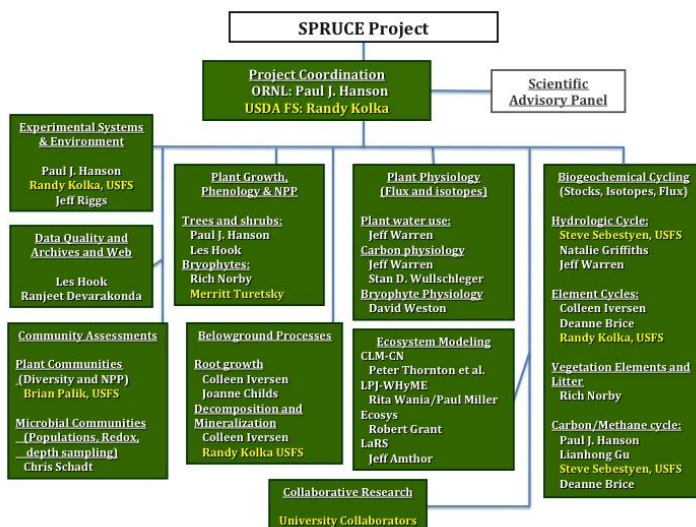 SPRUCE Project
Project Coordination
ORNL: Paul J. Hanson
USDA FS: Randy Kolka
Scientific
Advisory Panel
Experimental Systems
& Environment
Paul J. Hanson
Randy Kolka, USFS
Jeff Riggs
Data Quality and
Archives and Web
Les Hook
Ranjeet Devarakonda
Community Assessments
Plant Communities
(Diversity and NPP)
Brian Palik, USFS
Microbial Communities
(Populations, Redox,
depth sampling)
Chris Schadt
Plant Growth,
Phenology & NPP
Trees and shrubs:
Paul J. Hanson
Les Hook
Bryophytes:
Rich Norby
Merritt Turetsky
Belowground Processes
Root growth
Colleen Iversen
Joanne Childs
Decomposition and
Mineralization
Colleen Iversen
Randy Kolka USFS
Plant Physiology
(Flux and isotopes)
Plant water use:
Jeff Warren
Carbon physiology
Jeff Warren
Stan D. Wullschleger
Bryophyte Physiology
David Weston
Ecosystem Modeling
CLM-CN
Peter Thornton et al.
LPJ-WHyME
Rita Wania/Paul Miller
Ecosys
Robert Grant
LaRS
Jeff Amthor
Collaborative Research
University Collaborators
Biogeochemical Cycling
(Stocks, Isotopes, Flux)
Hydrologic Cycle:
Steve Sebestyen, USFS
Natalie Griffiths
Jeff Warren
Element Cycles:
Colleen Iversen
Deanne Brice
Randy Kolka, USFS
Vegetation Elements and
Litter
Rich Norby
Carbon/Methane cycle:
Paul J. Hanson
Lianhong Gu
Steve Sebestyen, USFS
Deanne Brice